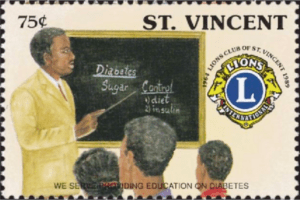 75¢ ST. VINCENT
1964 LIONS CLUB OF ST. VINCENT 1989
LIONS
L
INTERNATIONAL
Diabetes
Sugar Control
diet
Insulin
WE SERVE PROVIDING EDUCATION ON DIABETES